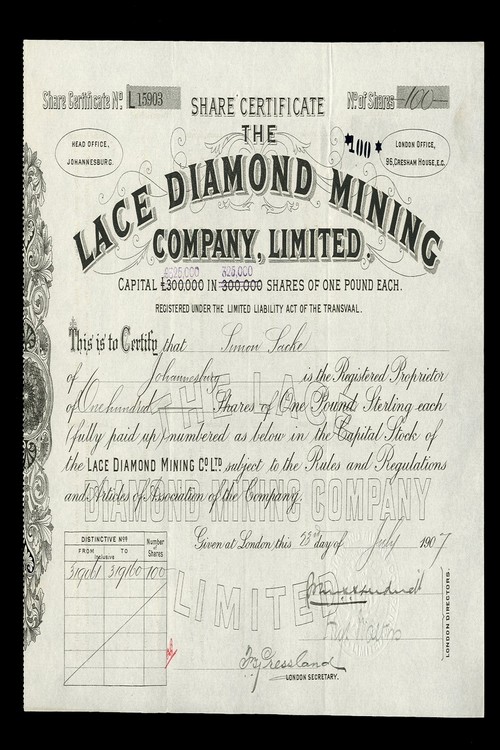 Share Certificate No L15903
SHARE CERTIFICATE
No of Shares 100
HEAD OFFICE,
JOHANNESBURG.
THE
*100*
LONDON OFFICE,
95, GRESHAM HOUSE, E.C.
LACE DIAMOND MINING
COMPANY, LIMITED.
£325,000 325,000
CAPITAL £300,000 IN 300,000 SHARES OF ONE POUND EACH.
REGISTERED UNDER THE LIMITED LIABILITY ACT OF THE TRANSVAAL.
This is to Certify that Simon Sacke
of Johannesburg is the Registered Proprietor
of One hundred Shares of One Pound Sterling each
(fully paid up) numbered as below in the Capital Stock of
the LACE DIAMOND MINING Co LTD subject to the Rules and Regulations
and Articles of Association of the Company.
THE LACE
DIAMOND MINING COMPANY
LIMITED
Given at London this 23rd day of July 1907
DISTINCTIVE Nos
Number of Shares
FROM TO
Inclusive
319061 319160 100
LONDON DIRECTORS.
F. Gressland
LONDON SECRETARY.